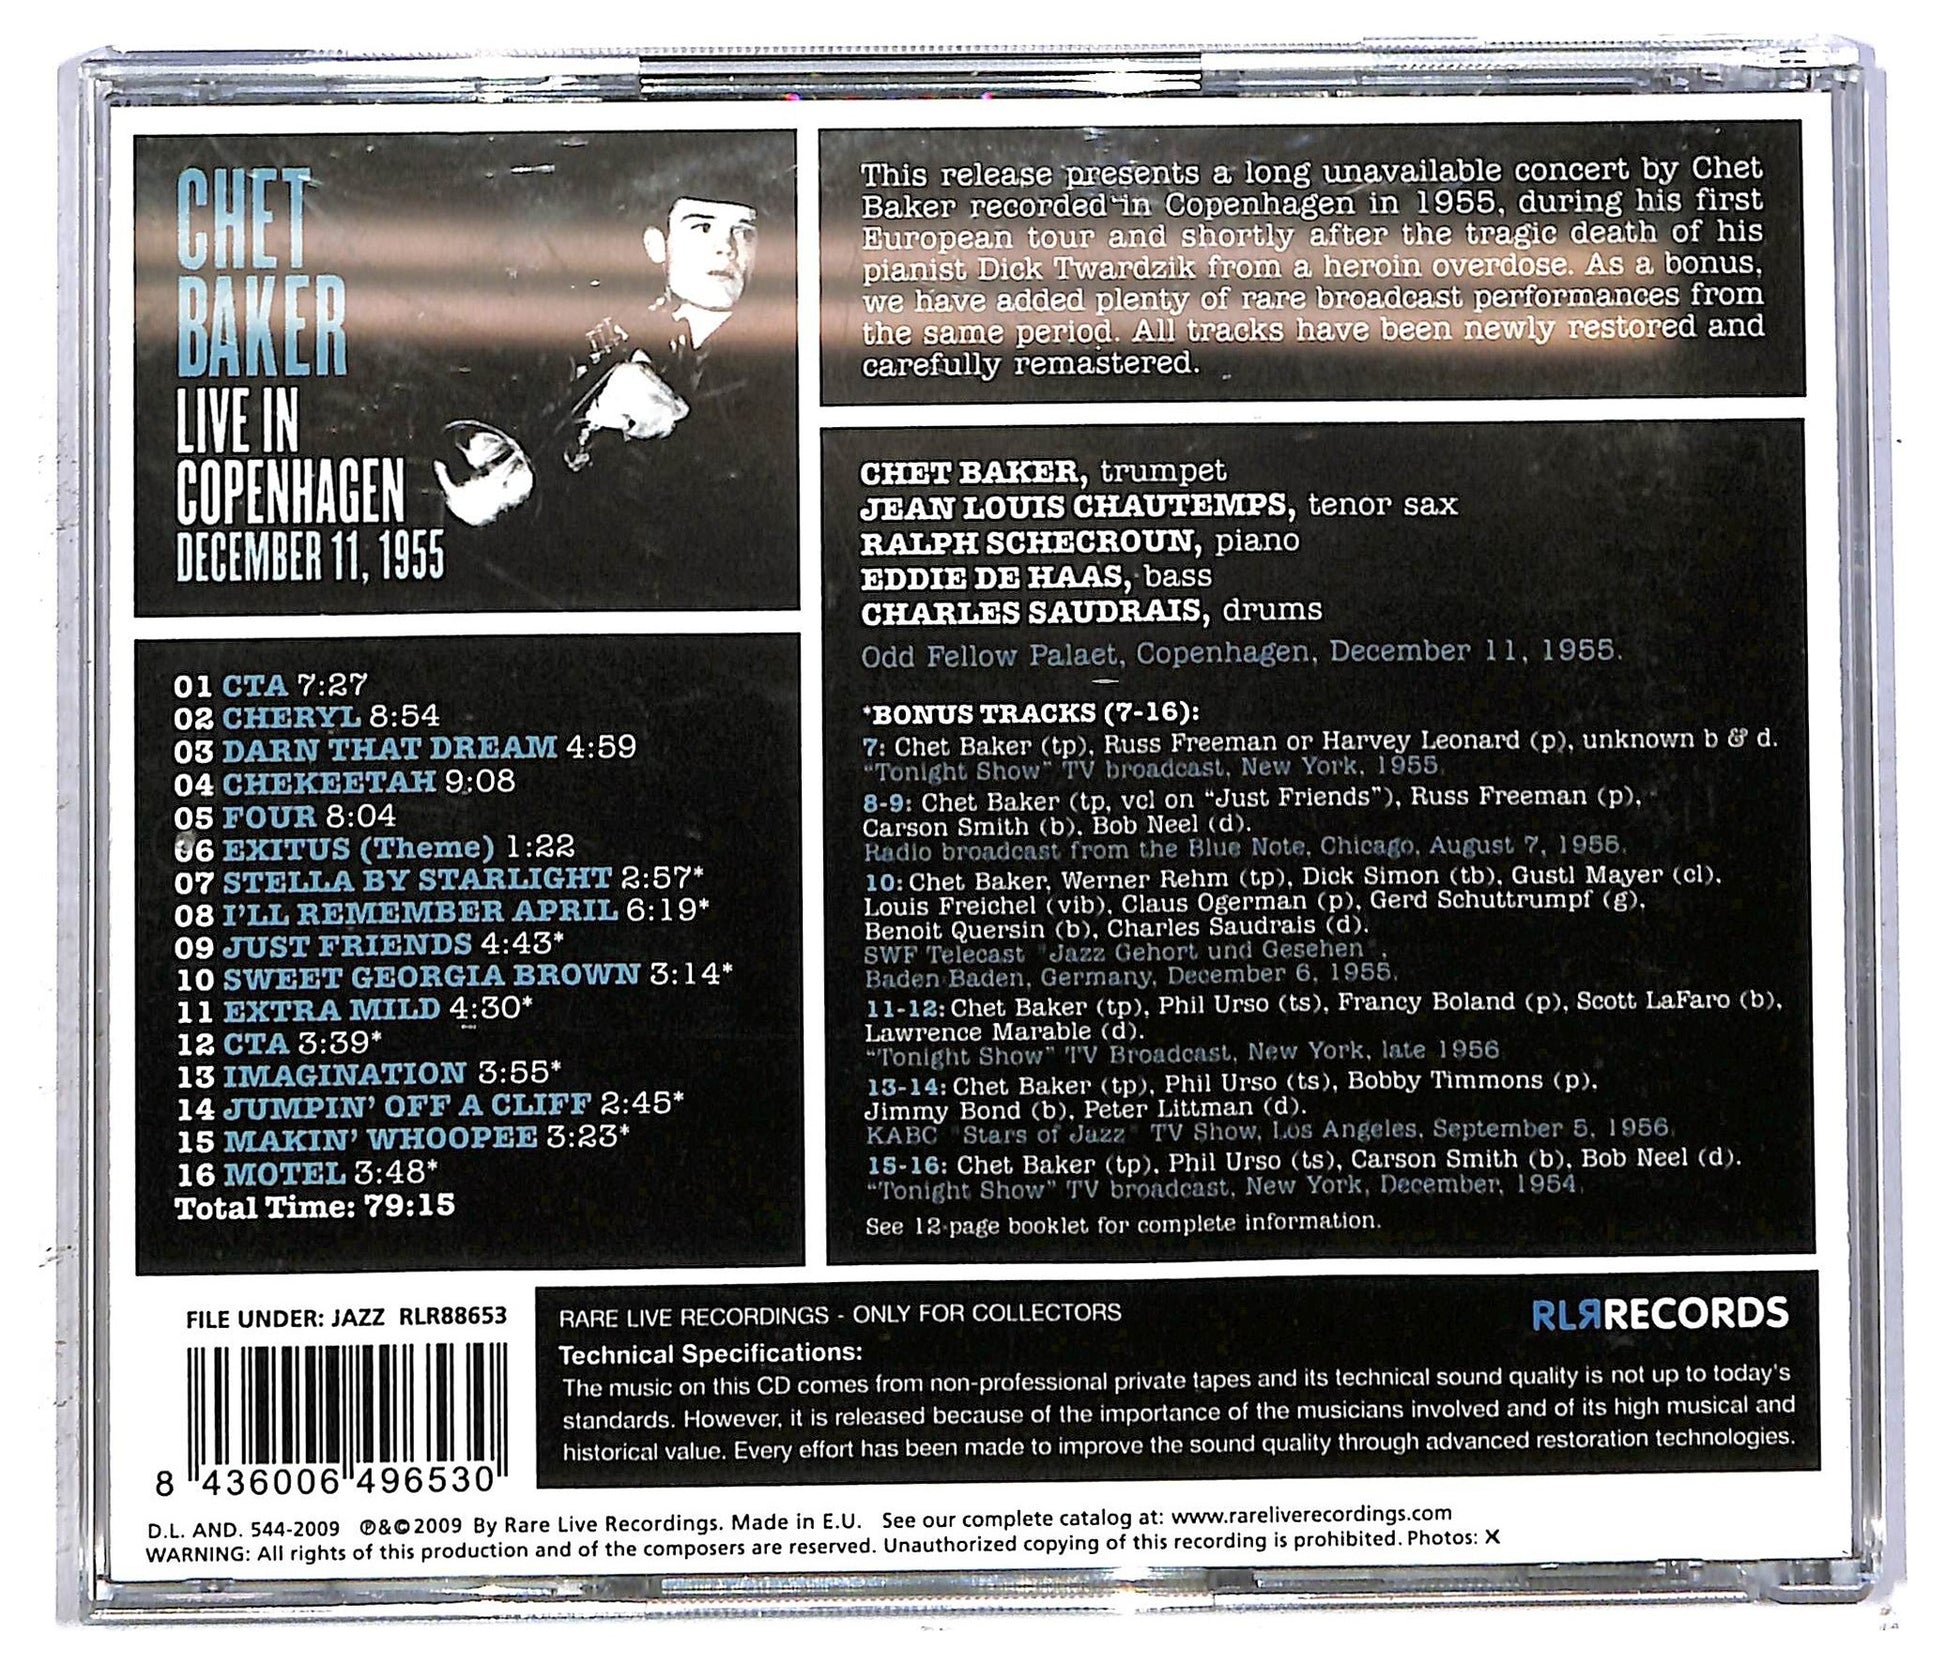 CHET
BAKER
LIVE IN
COPENHAGEN
DECEMBER 11, 1955
01 CTA 7:27
02 CHERYL 8:54
03 DARN THAT DREAM 4:59
04 CHEKEETAH 9:08
05 FOUR 8:04
06 EXITUS (Theme) 1:22
07 STELLA BY STARLIGHT 2:57*
08 I'LL REMEMBER APRIL 6:19*
09 JUST FRIENDS 4:43*
10 SWEET GEORGIA BROWN 3:14*
11 EXTRA MILD 4:30*
12 CTA 3:39*
13 IMAGINATION 3:55*
14 JUMPIN' OFF A CLIFF 2:45*
15 MAKIN' WHOOPEE 3:23*
16 MOTEL 3:48*
Total Time: 79:15
This release presents a long unavailable concert by Chet
Baker recorded in Copenhagen in 1955, during his first
European tour and shortly after the tragic death of his
pianist Dick Twardzik from a heroin overdose. As a bonus,
we have added plenty of rare broadcast performances from
the same period. All tracks have been newly restored and
carefully remastered.
CHET BAKER, trumpet
JEAN LOUIS CHAUTEMPS, tenor sax
RALPH SCHECROUN, piano
EDDIE DE HAAS, bass
CHARLES SAUDRAIS, drums
Odd Fellow Palaet, Copenhagen, December 11, 1955.
*BONUS TRACKS (7-16):
7: Chet Baker (tp), Russ Freeman or Harvey Leonard (p), unknown b & d.
"Tonight Show" TV broadcast, New York, 1955.
8-9: Chet Baker (tp, vcl on "Just Friends"), Russ Freeman (p),
Carson Smith (b), Bob Neel (d).
Radio broadcast from the Blue Note, Chicago, August 7, 1955.
10: Chet Baker, Werner Rehm (tp), Dick Simon (tb), Gustl Mayer (cl),
Louis Freichel (vib), Claus Ogerman (p), Gerd Schuttrumpf (g),
Benoit Quersin (b), Charles Saudrais (d).
SWF Telecast "Jazz Gehort und Gesehen",
Baden-Baden, Germany, December 6, 1955.
11-12: Chet Baker (tp), Phil Urso (ts), Francy Boland (p), Scott LaFaro (b),
Lawrence Marable (d).
"Tonight Show" TV Broadcast, New York, late 1956
13-14: Chet Baker (tp), Phil Urso (ts), Bobby Timmons (p),
Jimmy Bond (b), Peter Littman (d).
KABC "Stars of Jazz" TV Show, Los Angeles, September 5, 1956.
15-16: Chet Baker (tp), Phil Urso (ts), Carson Smith (b), Bob Neel (d).
"Tonight Show" TV broadcast, New York, December, 1954.
See 12-page booklet for complete information.
FILE UNDER: JAZZ RLR88653
8 436006 496530
RARE LIVE RECORDINGS - ONLY FOR COLLECTORS
RLRRECORDS
Technical Specifications:
The music on this CD comes from non-professional private tapes and its technical sound quality is not up to today's
standards. However, it is released because of the importance of the musicians involved and of its high musical and
historical value. Every effort has been made to improve the sound quality through advanced restoration technologies.
D.L. AND. 544-2009 ℗&©2009 By Rare Live Recordings. Made in E.U. See our complete catalog at: www.rareliverecordings.com
WARNING: All rights of this production and of the composers are reserved. Unauthorized copying of this recording is prohibited. Photos: X